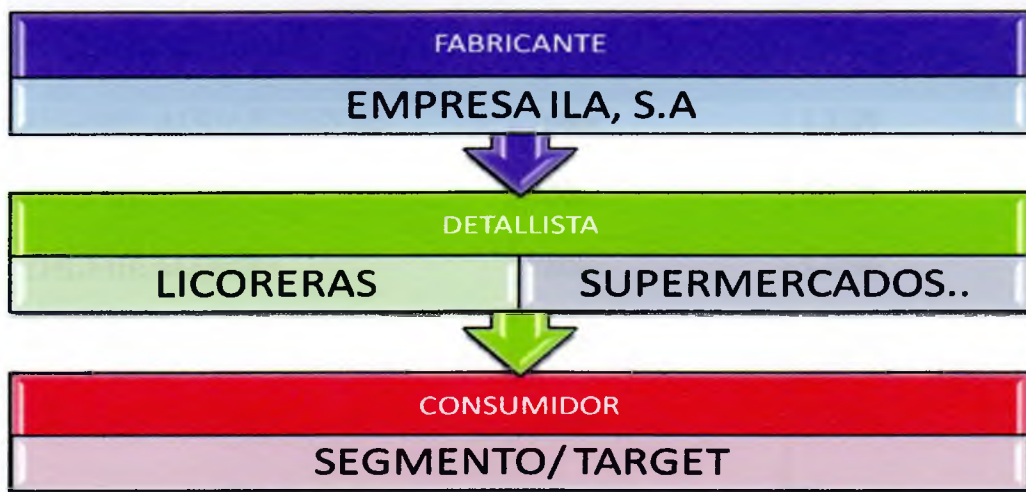 FABRICANTE
EMPRESA ILA, S.A
DETALLISTA
LICORERAS SUPERMERCADOS..
CONSUMIDOR
SEGMENTO/ TARGET